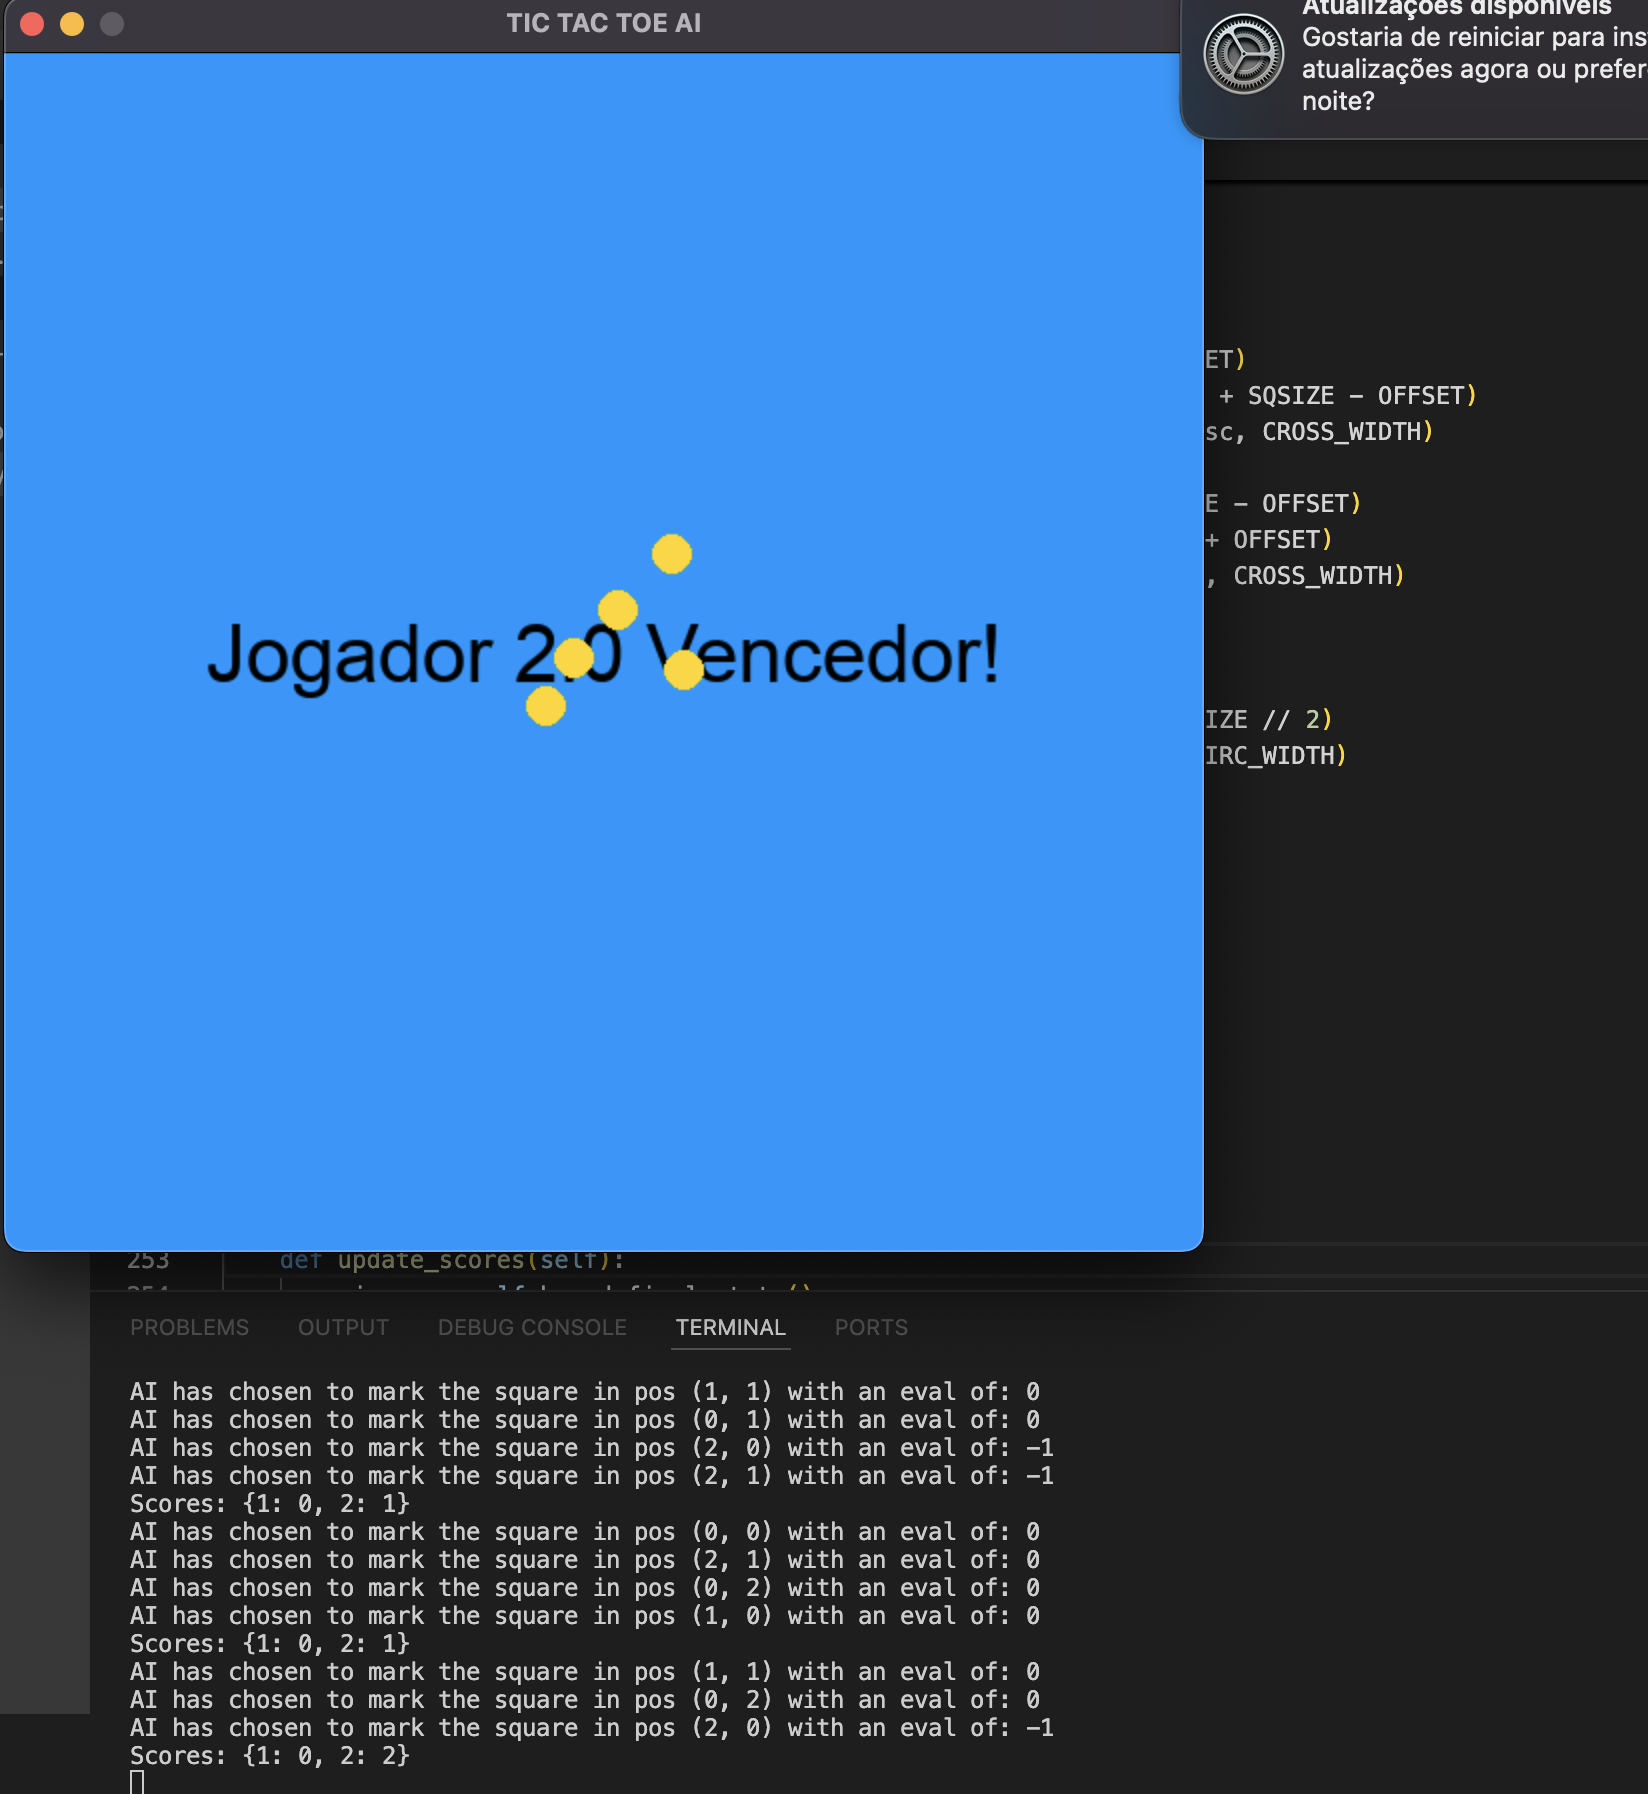 TIC TAC TOE AI
Atualizações disponíveis
Gostaria de reiniciar para
atualizações agora ou
noite?
ET)
+ SQSIZE - OFFSET)
sc, CROSS_WIDTH)
E - OFFSET)
+ OFFSET)
, CROSS_WIDTH)
Jogador 2.0 Vencedor!
IZE // 2)
IRC_WIDTH)
253 def update_scores(self):
PROBLEMS OUTPUT DEBUG CONSOLE TERMINAL PORTS
AI has chosen to mark the square in pos (1, 1) with an eval of: 0
AI has chosen to mark the square in pos (0, 1) with an eval of: 0
AI has chosen to mark the square in pos (2, 0) with an eval of: -1
AI has chosen to mark the square in pos (2, 1) with an eval of: -1
Scores: {1: 0, 2: 1}
AI has chosen to mark the square in pos (0, 0) with an eval of: 0
AI has chosen to mark the square in pos (2, 1) with an eval of: 0
AI has chosen to mark the square in pos (0, 2) with an eval of: 0
AI has chosen to mark the square in pos (1, 0) with an eval of: 0
Scores: {1: 0, 2: 1}
AI has chosen to mark the square in pos (1, 1) with an eval of: 0
AI has chosen to mark the square in pos (0, 2) with an eval of: 0
AI has chosen to mark the square in pos (2, 0) with an eval of: -1
Scores: {1: 0, 2: 2}